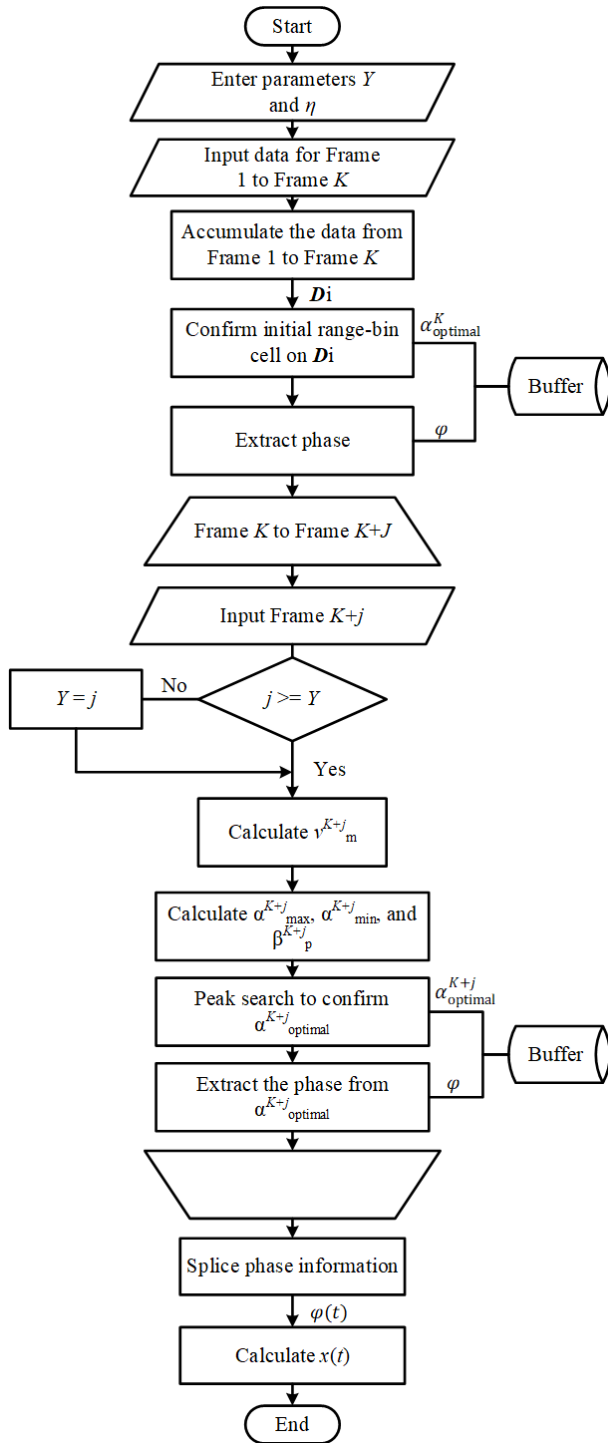 Start
Enter parameters Y
and η
Input data for Frame
1 to Frame K
Accumulate the data from
Frame 1 to Frame K
Di
Confirm initial range-bin
cell on Di
α^K_optimal
Buffer
Extract phase
φ
Frame K to Frame K+J
Input Frame K+j
Y = j
No
j >= Y
Yes
Calculate v^K+j_m
Calculate α^K+j_max, α^K+j_min, and
β^K+j_p
Peak search to confirm
α^K+j_optimal
α^K+j_optimal
Buffer
Extract the phase from
α^K+j_optimal
φ
Splice phase information
φ(t)
Calculate x(t)
End